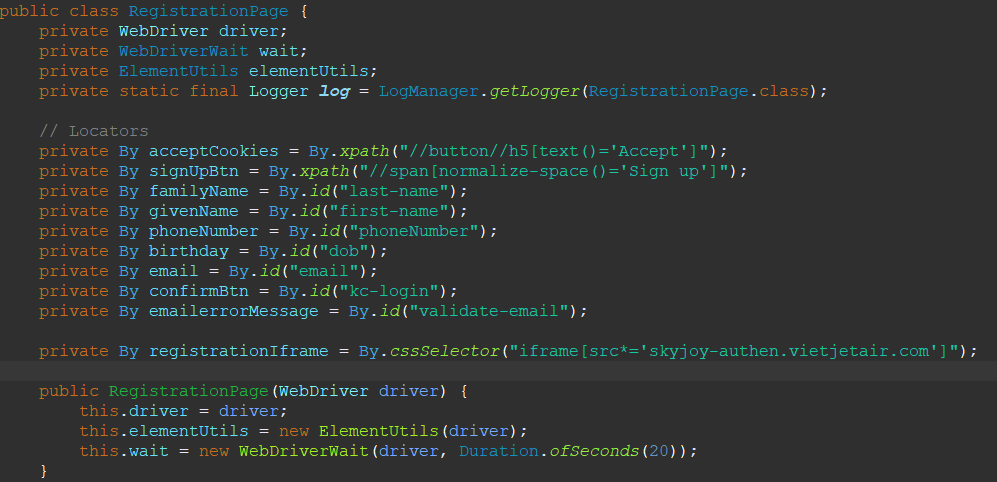 public class RegistrationPage {
    private WebDriver driver;
    private WebDriverWait wait;
    private ElementUtils elementUtils;
    private static final Logger log = LogManager.getLogger(RegistrationPage.class);
    // Locators
    private By acceptCookies = By.xpath("//button//h5[text()='Accept']");
    private By signUpBtn = By.xpath("//span[normalize-space()='Sign up']");
    private By familyName = By.id("last-name");
    private By givenName = By.id("first-name");
    private By phoneNumber = By.id("phoneNumber");
    private By birthday = By.id("dob");
    private By email = By.id("email");
    private By confirmBtn = By.id("kc-login");
    private By emailerrorMessage = By.id("validate-email");
    private By registrationIframe = By.cssSelector("iframe[src*='skyjoy-authen.vietjetair.com']");
    public RegistrationPage(WebDriver driver) {
        this.driver = driver;
        this.elementUtils = new ElementUtils(driver);
        this.wait = new WebDriverWait(driver, Duration.ofSeconds(20));
    }